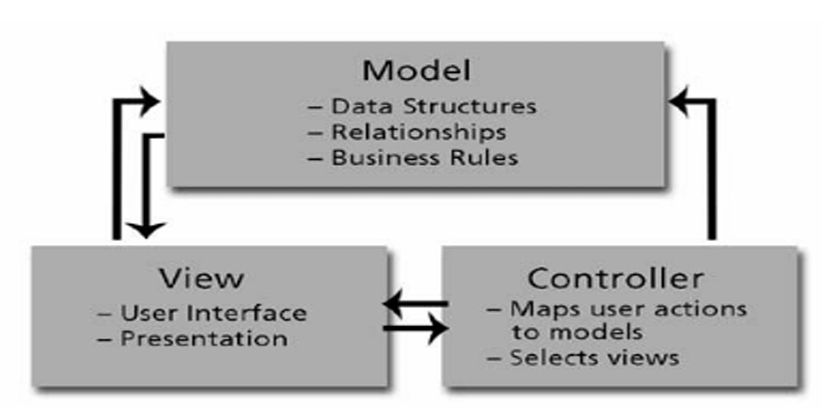 Model
– Data Structures
– Relationships
– Business Rules
View
– User Interface
– Presentation
Controller
– Maps user actions
to models
– Selects views